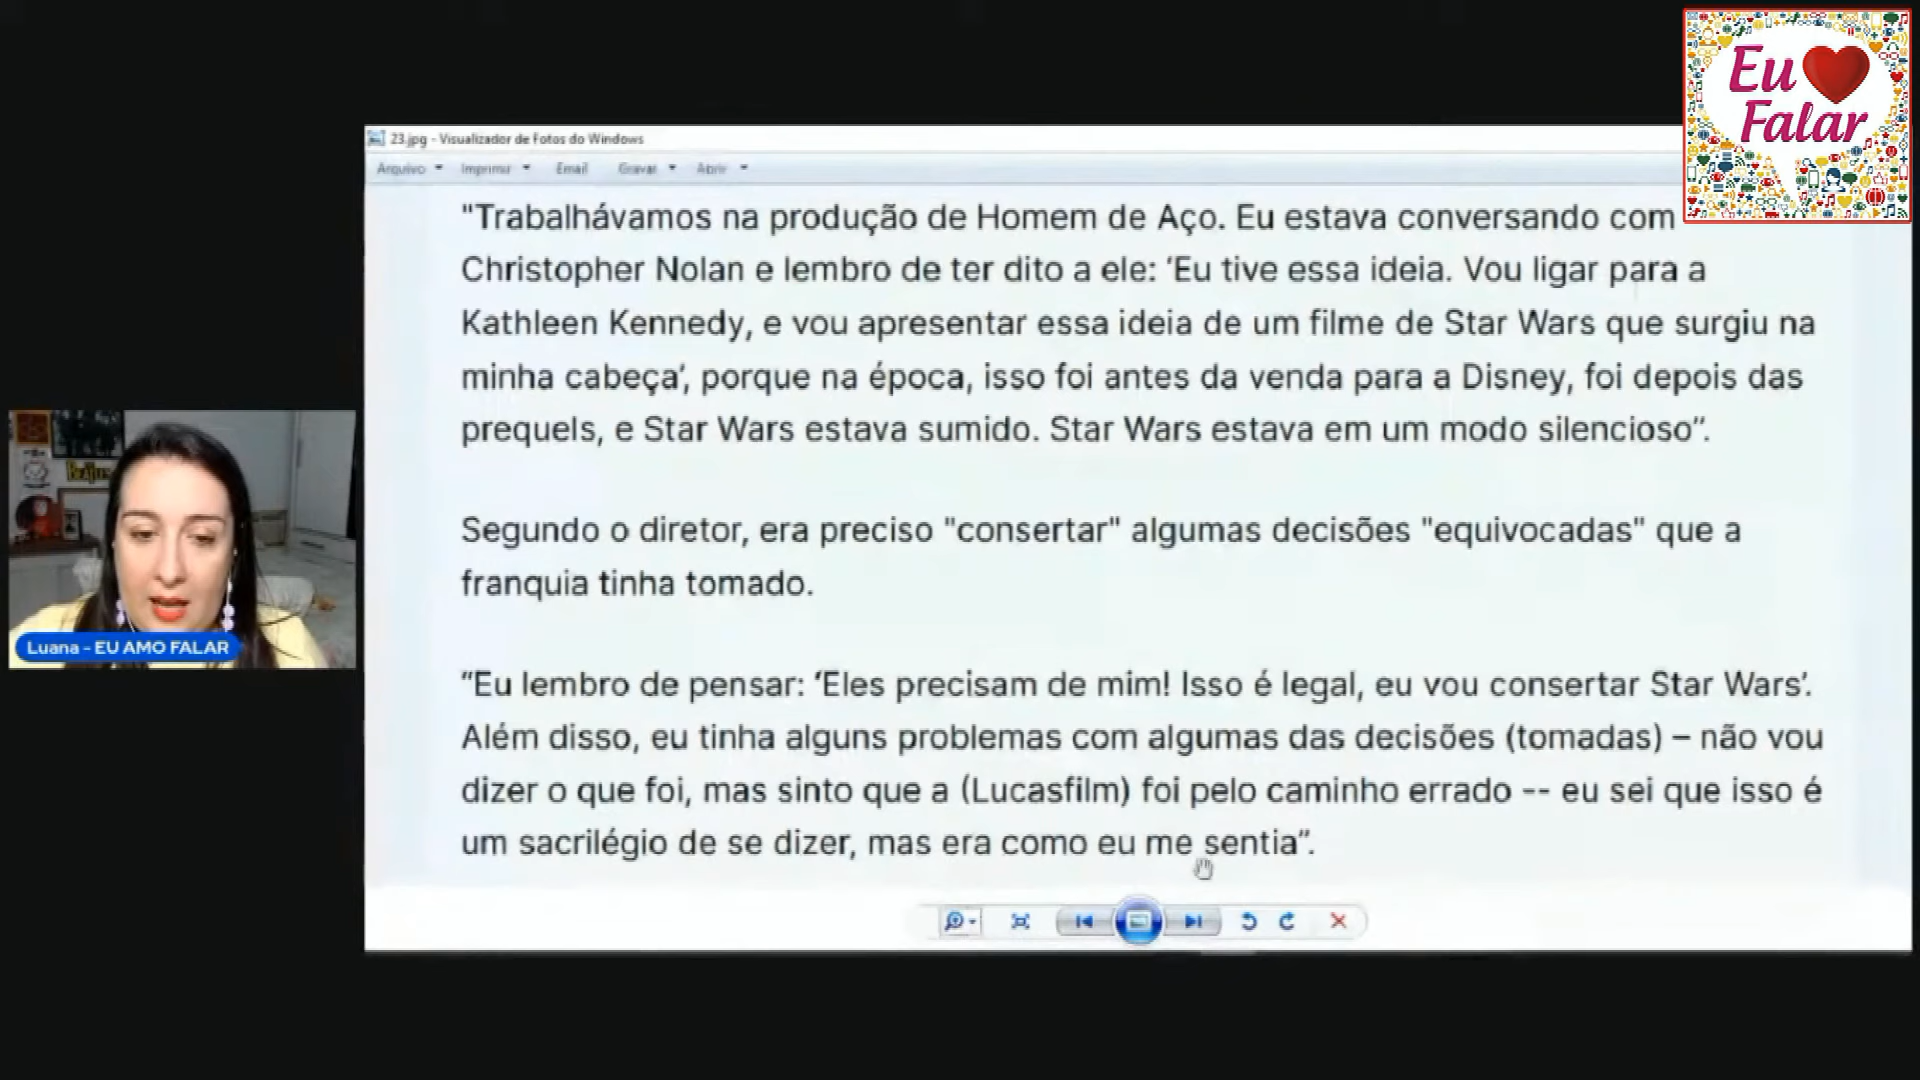 Eu
Falar
23.jpg - Visualizador de Fotos do Windows
Arquivo Imprimir Email Gravar Abrir
"Trabalhávamos na produção de Homem de Aço. Eu estava conversando com
Christopher Nolan e lembro de ter dito a ele: ‘Eu tive essa ideia. Vou ligar para a
Kathleen Kennedy, e vou apresentar essa ideia de um filme de Star Wars que surgiu na
minha cabeça’, porque na época, isso foi antes da venda para a Disney, foi depois das
prequels, e Star Wars estava sumido. Star Wars estava em um modo silencioso”.
Segundo o diretor, era preciso "consertar" algumas decisões "equivocadas" que a
franquia tinha tomado.
“Eu lembro de pensar: ‘Eles precisam de mim! Isso é legal, eu vou consertar Star Wars’.
Além disso, eu tinha alguns problemas com algumas das decisões (tomadas) – não vou
dizer o que foi, mas sinto que a (Lucasfilm) foi pelo caminho errado -- eu sei que isso é
um sacrilégio de se dizer, mas era como eu me sentia”.
BEATLES
Luana - EU AMO FALAR